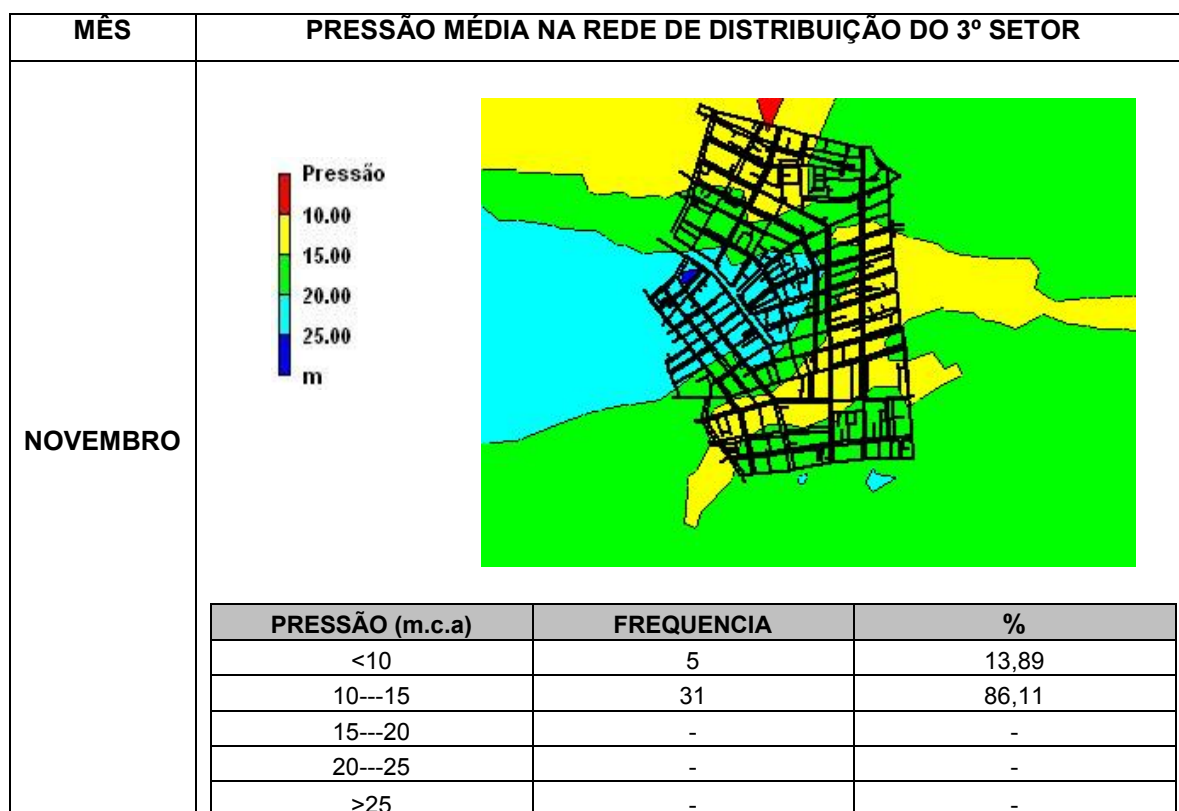 MÊS PRESSÃO MÉDIA NA REDE DE DISTRIBUIÇÃO DO 3º SETOR
NOVEMBRO
Pressão
10.00
15.00
20.00
25.00
m
PRESSÃO (m.c.a) FREQUENCIA %
<10 5 13,89
10---15 31 86,11
15---20 - -
20---25 - -
>25 - -